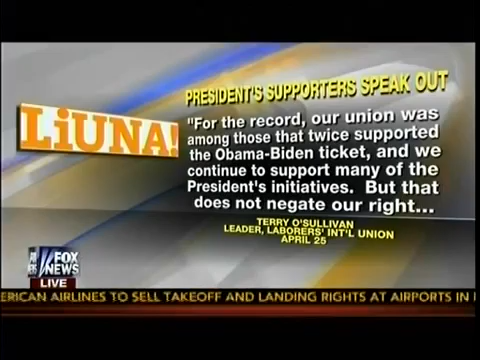 PRESIDENT'S SUPPORTERS SPEAK OUT
LiUNA!
"For the record, our union was
among those that twice supported
the Obama-Biden ticket, and we
continue to support many of the
President's initiatives. But that
does not negate our right...
TERRY O'SULLIVAN
LEADER, LABORERS' INT'L UNION
APRIL 25
FOX
NEWS
LIVE
ERICAN AIRLINES TO SELL TAKEOFF AND LANDING RIGHTS AT AIRPORTS IN